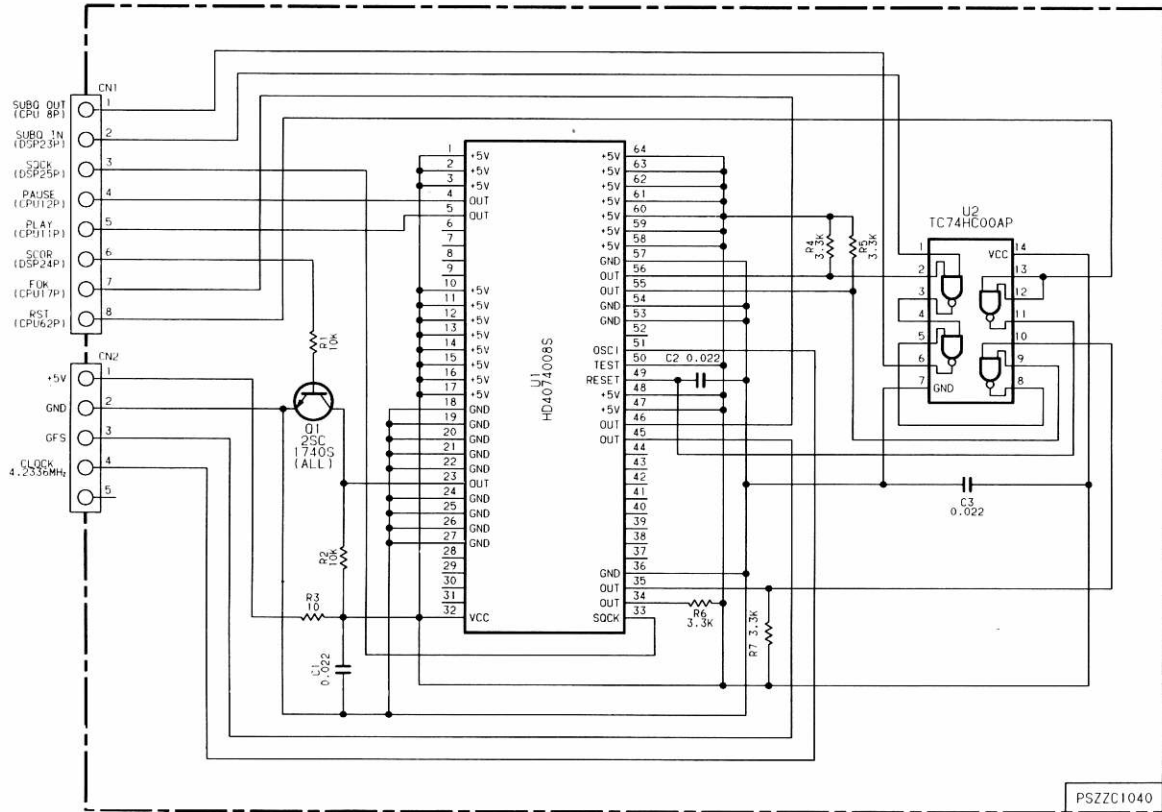 CN1
SUBQ OUT
(CPU 8P)
1
SUBQ IN
(DSP23P)
2
SQCK
(DSP25P)
3
PAUSE
(CPU12P)
4
PLAY
(CPU11P)
5
SCOR
(DSP24P)
6
FOK
(CPU17P)
7
RST
(CPU62P)
8
CN2
+5V
1
GND
2
GFS
3
CLOCK
4.2336MHz
4
5
R1
10K
Q1
2SC
1740S
(ALL)
R2
10K
R3
10
C1
0.022
1 +5V
2 +5V
3 +5V
4 OUT
5 OUT
6
7
8
9
10 +5V
11 +5V
12 +5V
13 +5V
14 +5V
15 +5V
16 +5V
17 +5V
18 GND
19 GND
20 GND
21 GND
22 GND
23 OUT
24 GND
25 GND
26 GND
27 GND
28
29
30
31
32 VCC
U1
HD4074008S
+5V 64
+5V 63
+5V 62
+5V 61
+5V 60
+5V 59
+5V 58
GND 57
OUT 56
OUT 55
GND 54
GND 53
52
OSCI 51
TEST 50
RESET 49
+5V 48
+5V 47
OUT 46
OUT 45
44
43
42
41
40
39
38
37
GND 36
OUT 35
OUT 34
SQCK 33
C2 0.022
R4
3.3K
R5
3.3K
R6
3.3K
R7 3.3K
U2
TC74HC00AP
1
2
3
4
5
6
7 GND
VCC 14
13
12
11
10
9
8
C3
0.022
PSZZC1040